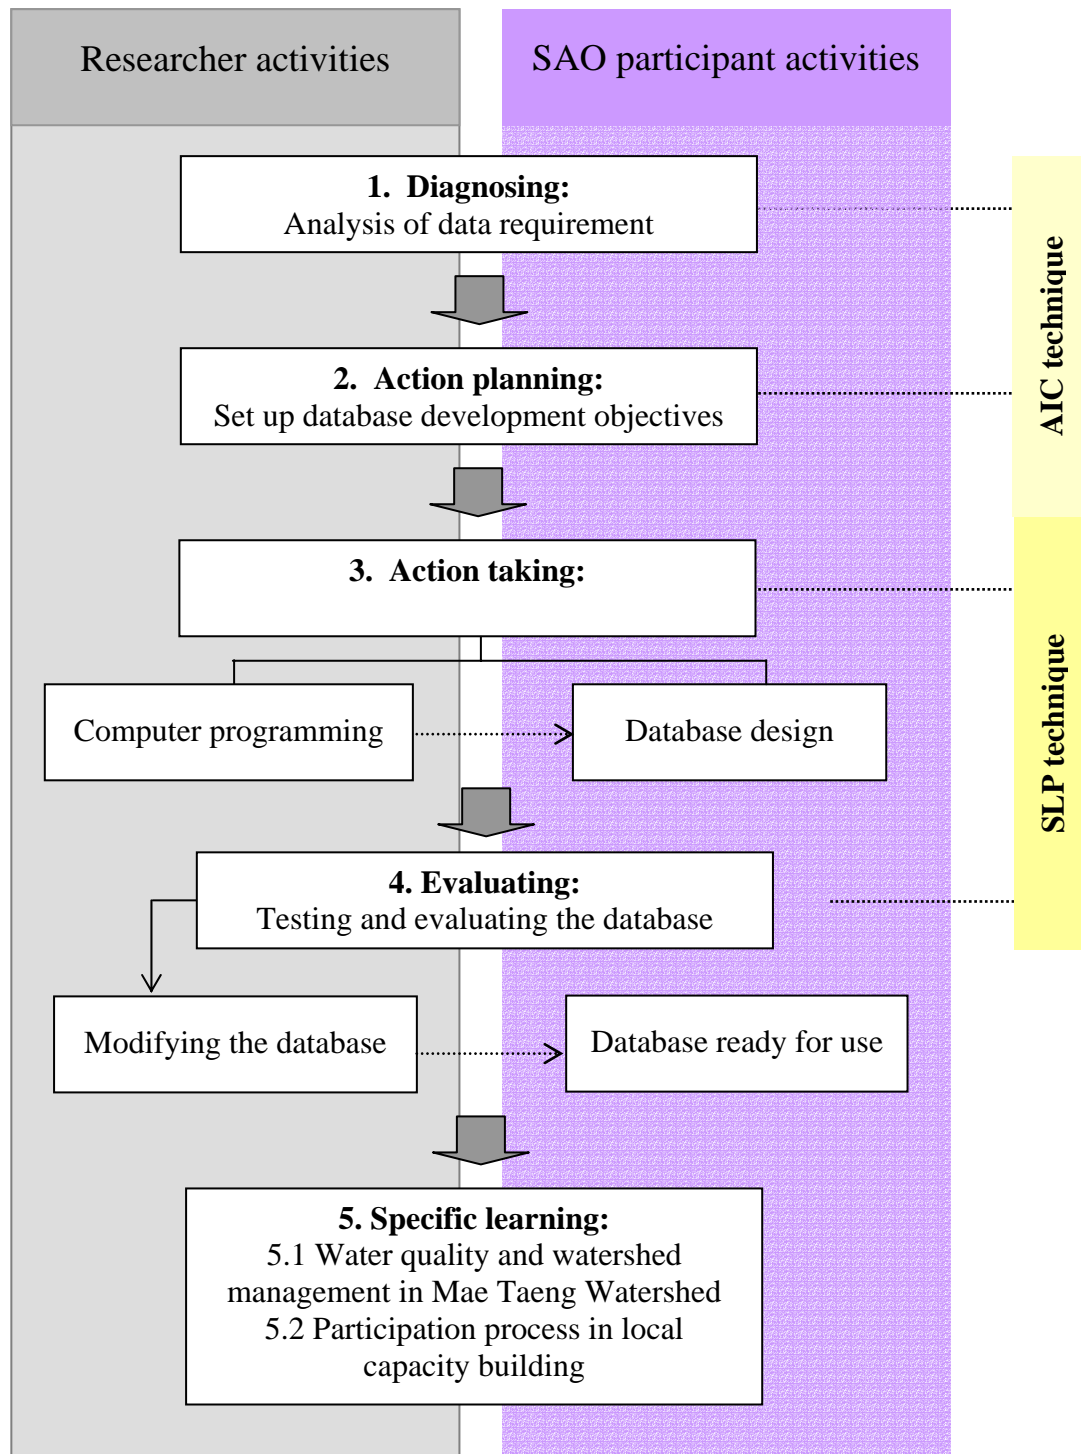 Researcher activities
SAO participant activities
1. Diagnosing:
Analysis of data requirement
2. Action planning:
Set up database development objectives
AIC technique
3. Action taking:
Computer programming
Database design
SLP technique
4. Evaluating:
Testing and evaluating the database
Modifying the database
Database ready for use
5. Specific learning:
5.1 Water quality and watershed
management in Mae Taeng Watershed
5.2 Participation process in local
capacity building